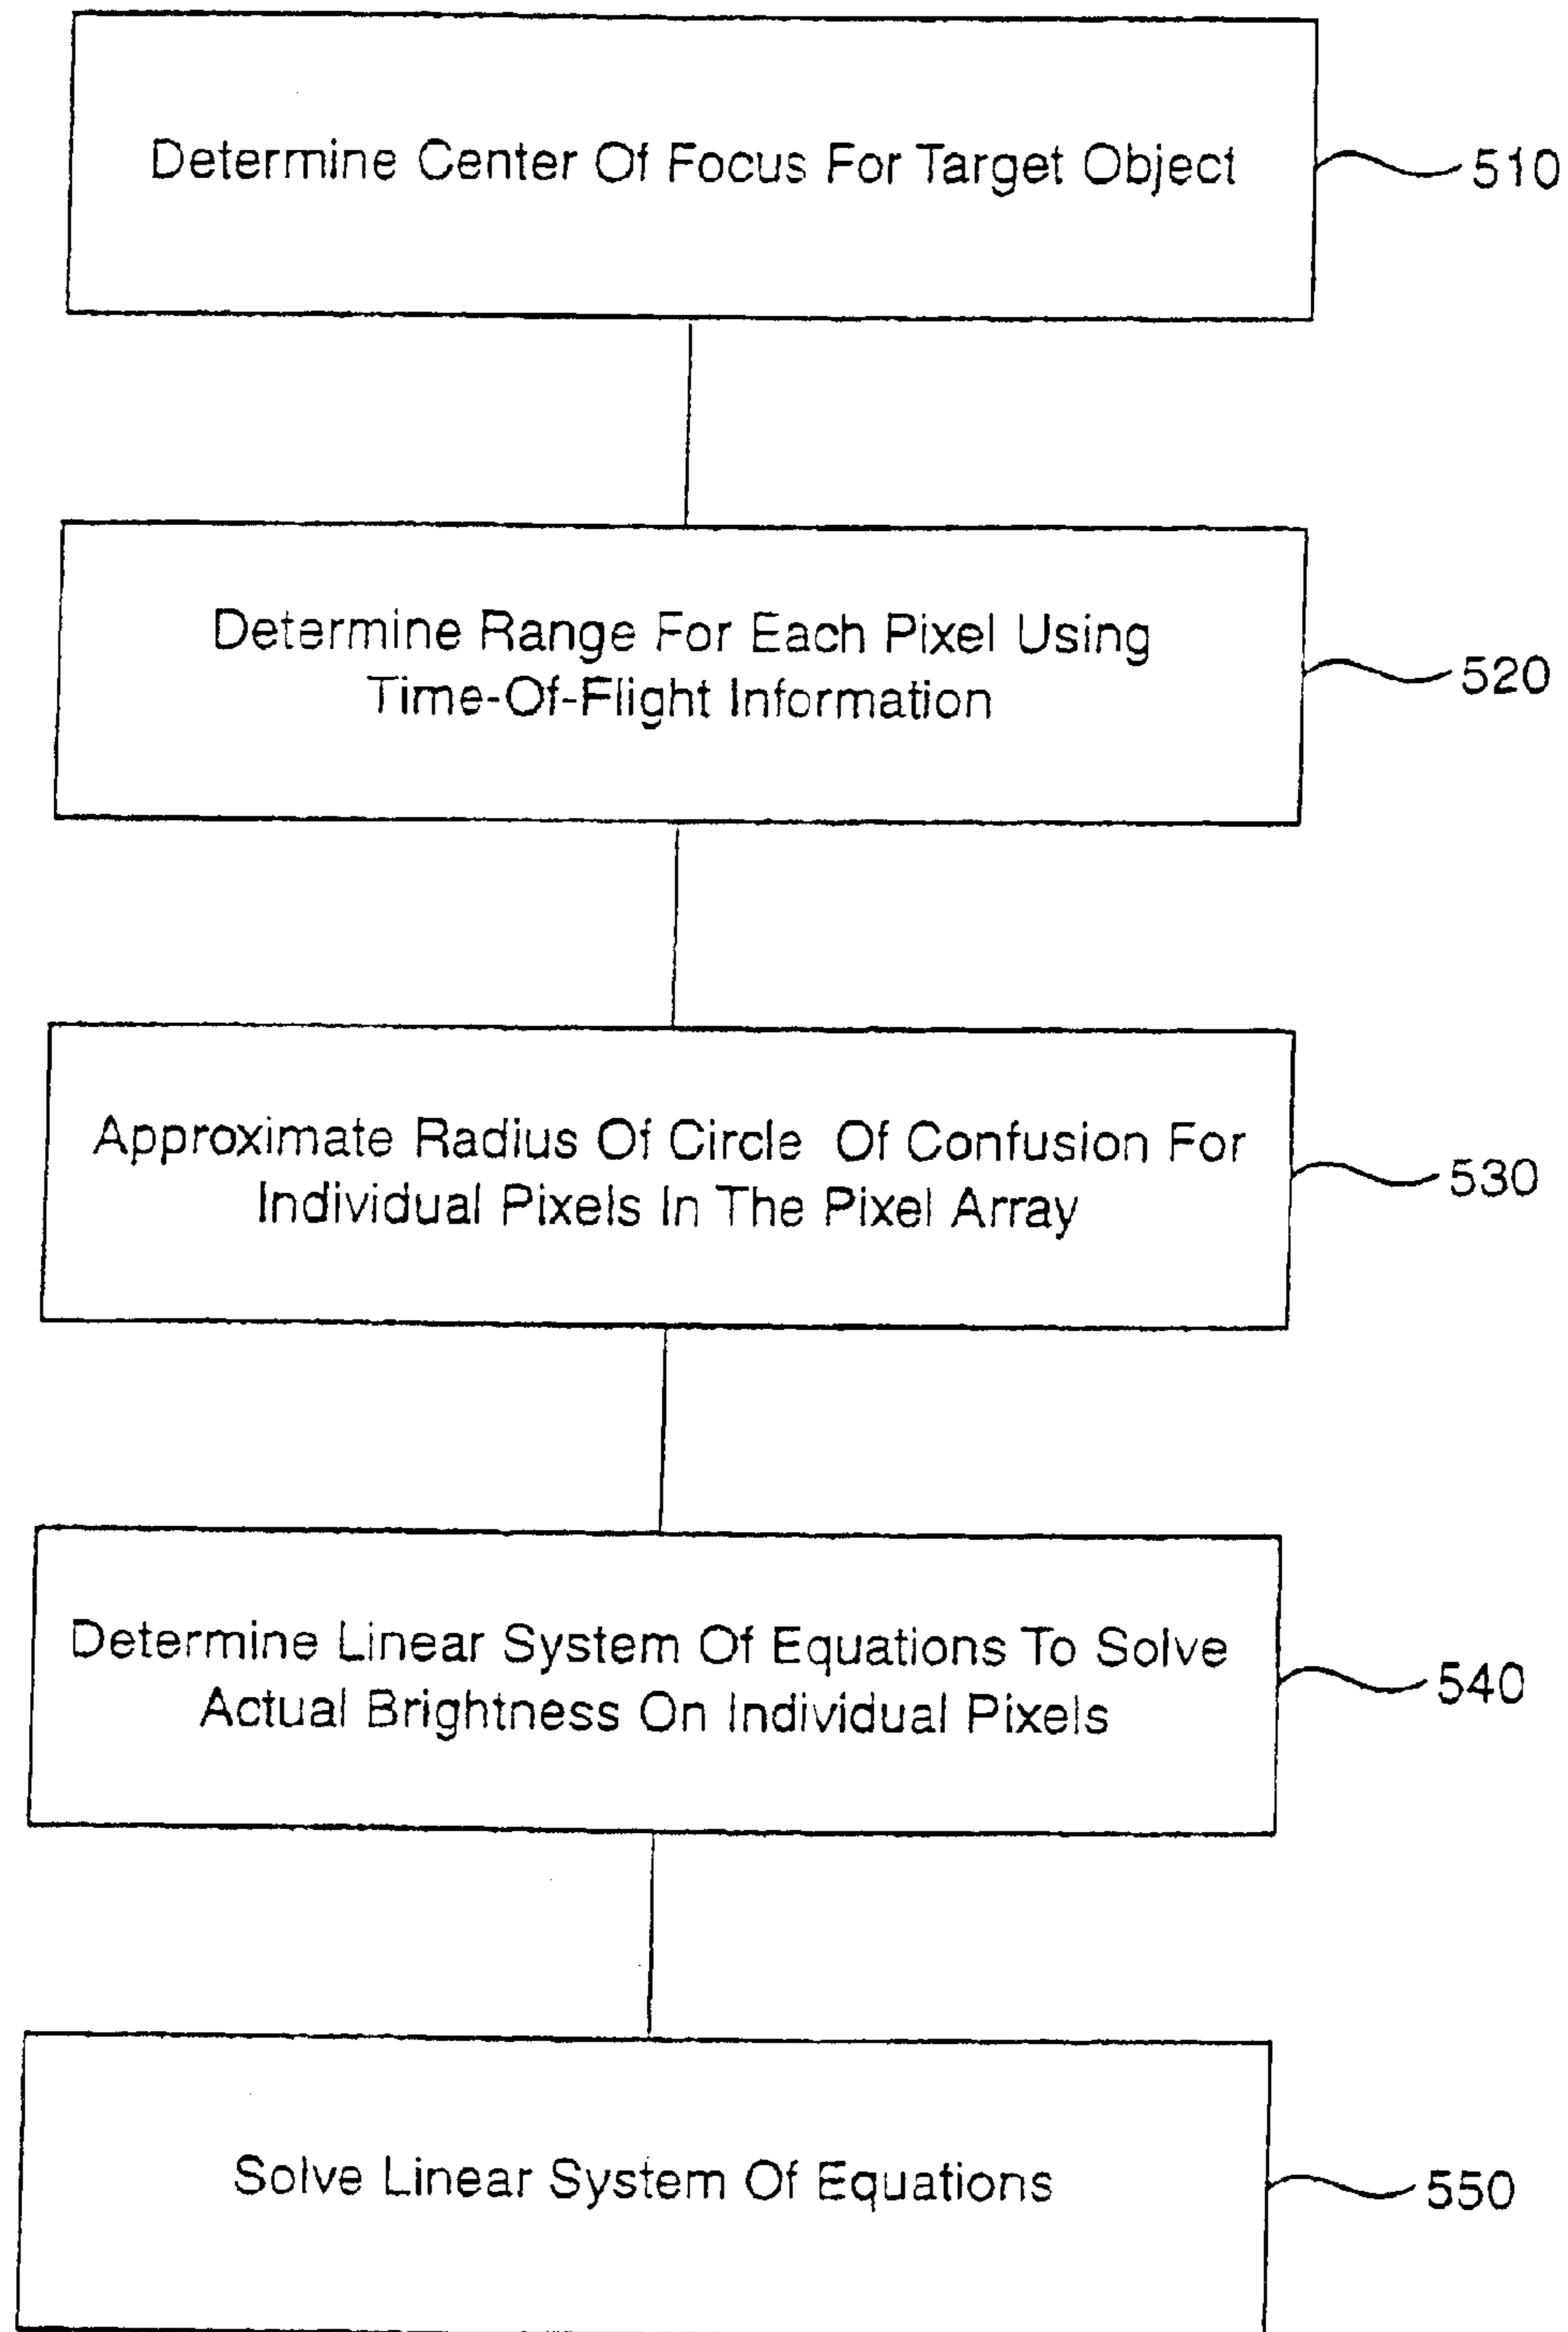 Determine Center Of Focus For Target Object
510
Determine Range For Each Pixel Using
Time-Of-Flight Information
520
Approximate Radius Of Circle Of Confusion For
Individual Pixels In The Pixel Array
530
Determine Linear System Of Equations To Solve
Actual Brightness On Individual Pixels
540
Solve Linear System Of Equations
550